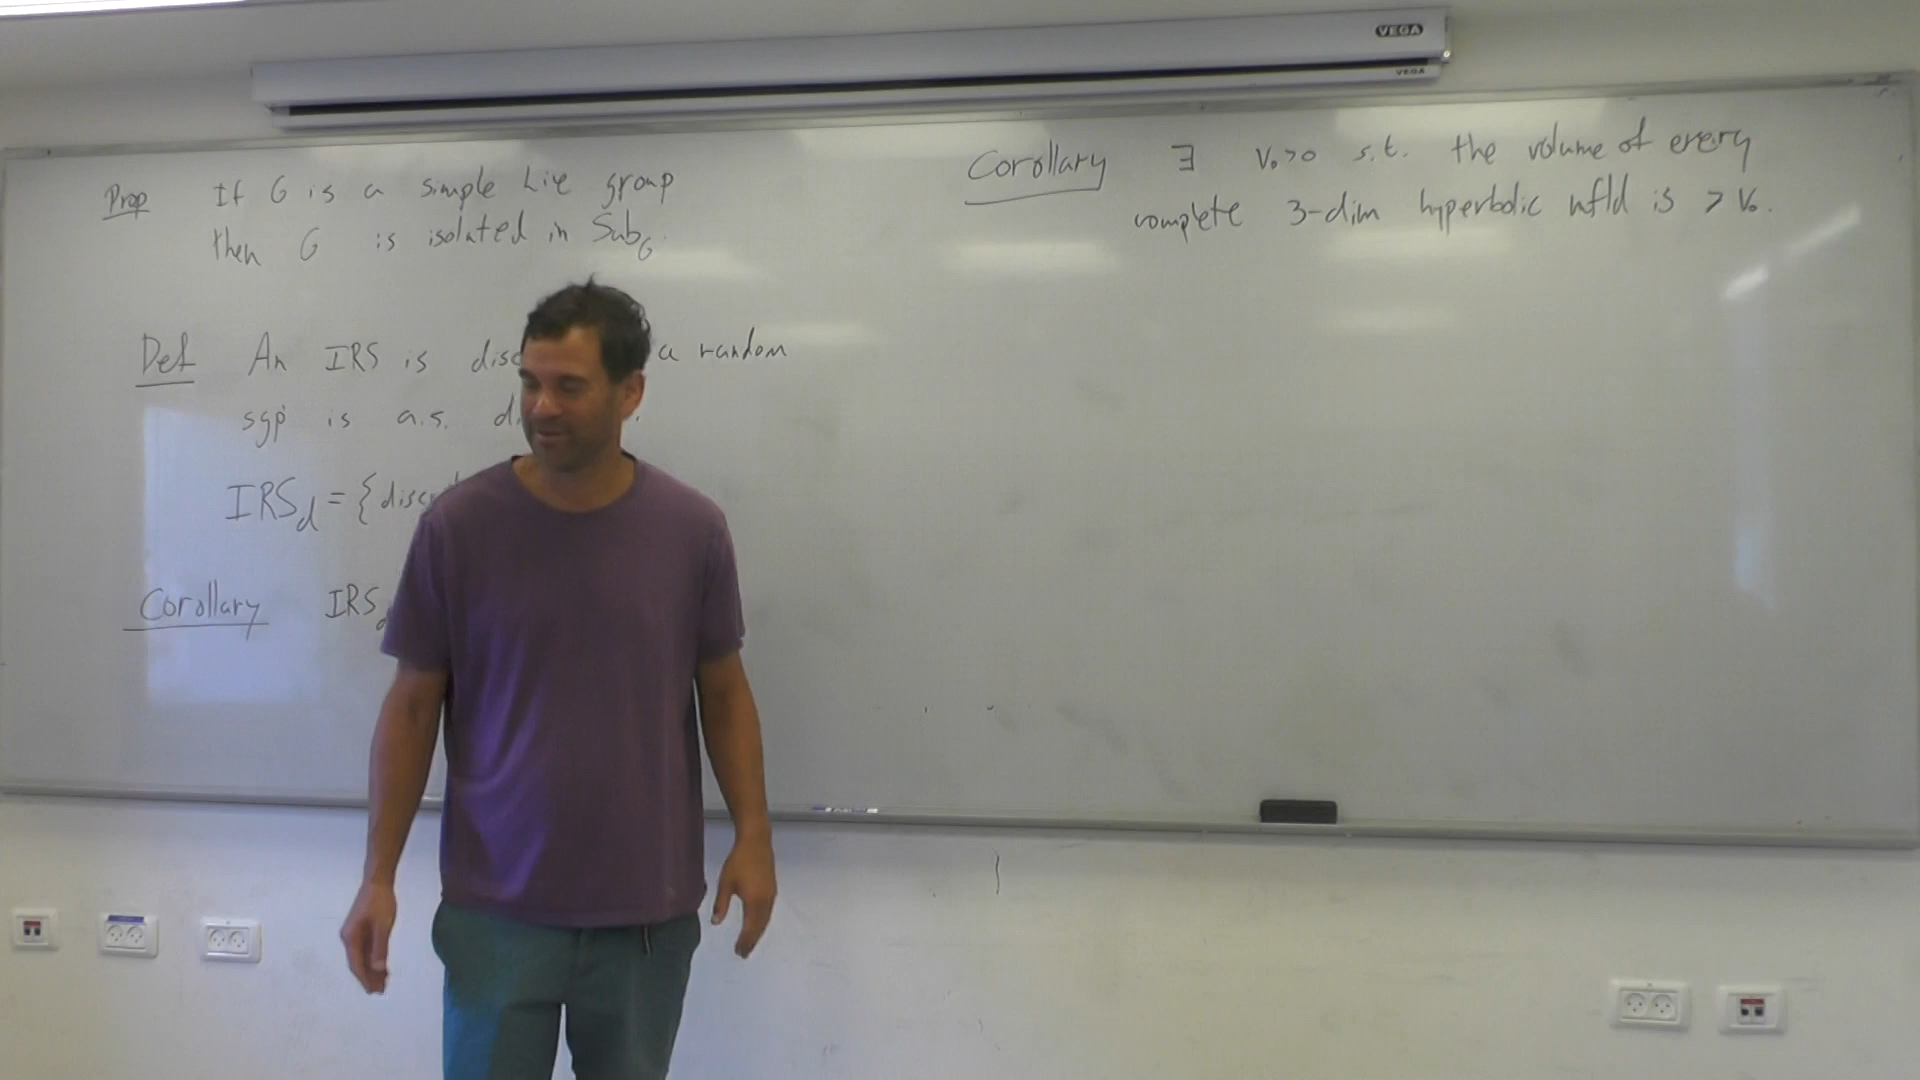 VEGA
VEGA
Prop If G is a simple Lie group
then G is isolated in Sub_G.
Def An IRS is a random
sgp is a.s.
IRS_d = {
Corollary IRS
Corollary ∃ V₀>0 s.t. the volume of every
complete 3-dim hyperbolic mfld is > V₀.